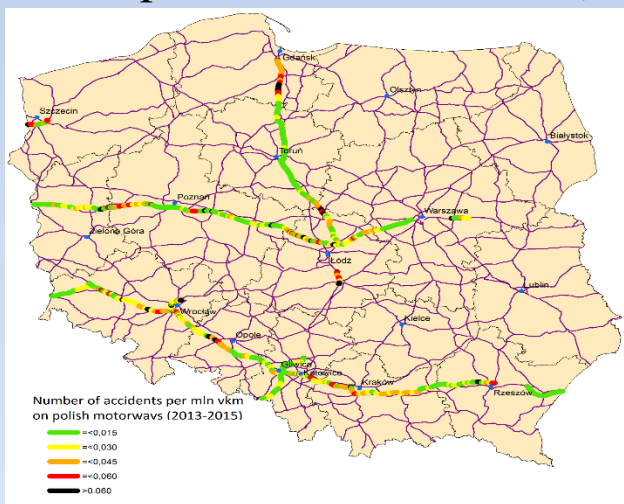 Gdańsk
Olsztyn
Szczecin
Białystok
Toruń
Poznań
Warszawa
Zielona Góra
Łódź
Lublin
Wrocław
Kielce
Opole
Gliwice
Katowice
Kraków
Rzeszów
Number of accidents per mln vkm
on polish motorways (2013-2015)
=<0,015
=<0,030
=<0,045
=<0,060
>0.060